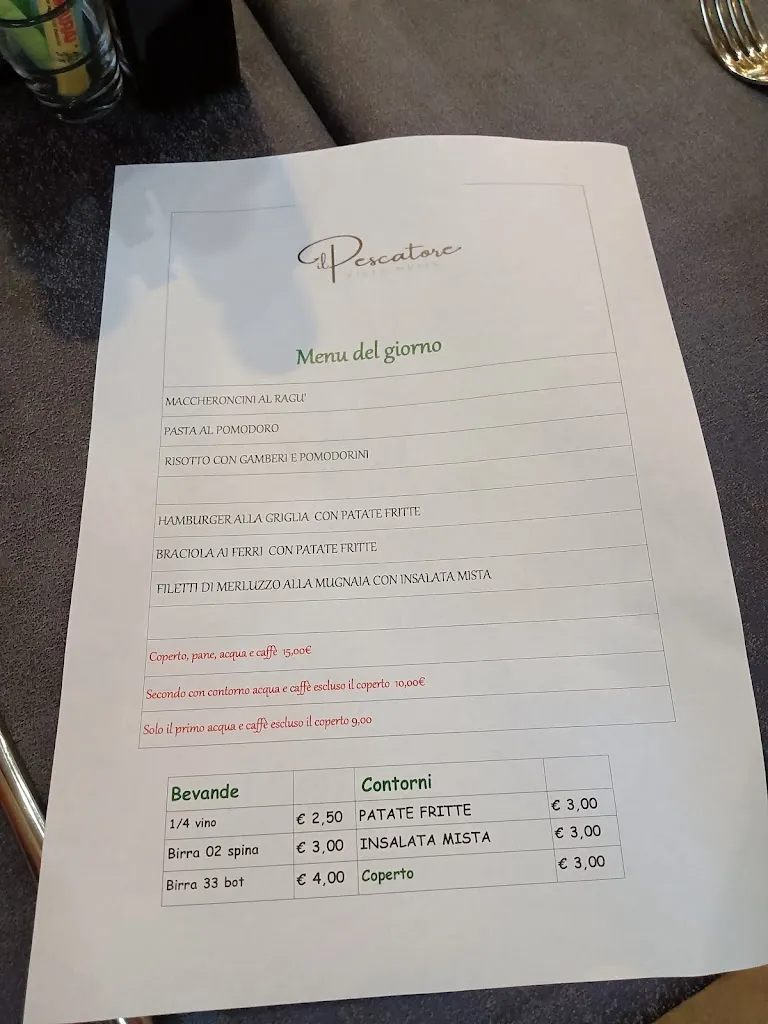 il Pescatore
Menu del giorno
MACCHERONCINI AL RAGU'
PASTA AL POMODORO
RISOTTO CON GAMBERI E POMODORINI
HAMBURGER ALLA GRIGLIA CON PATATE FRITTE
BRACIOLA AI FERRI CON PATATE FRITTE
FILETTI DI MERLUZZO ALLA MUGNAIA CON INSALATA MISTA
Coperto, pane, acqua e caffè 15,00€
Secondo con contorno acqua e caffè escluso il coperto 10,00€
Solo il primo acqua e caffè escluso il coperto 9,00
Bevande Contorni
1/4 vino € 2,50 PATATE FRITTE € 3,00
Birra 02 spina € 3,00 INSALATA MISTA € 3,00
Birra 33 bot € 4,00 Coperto € 3,00